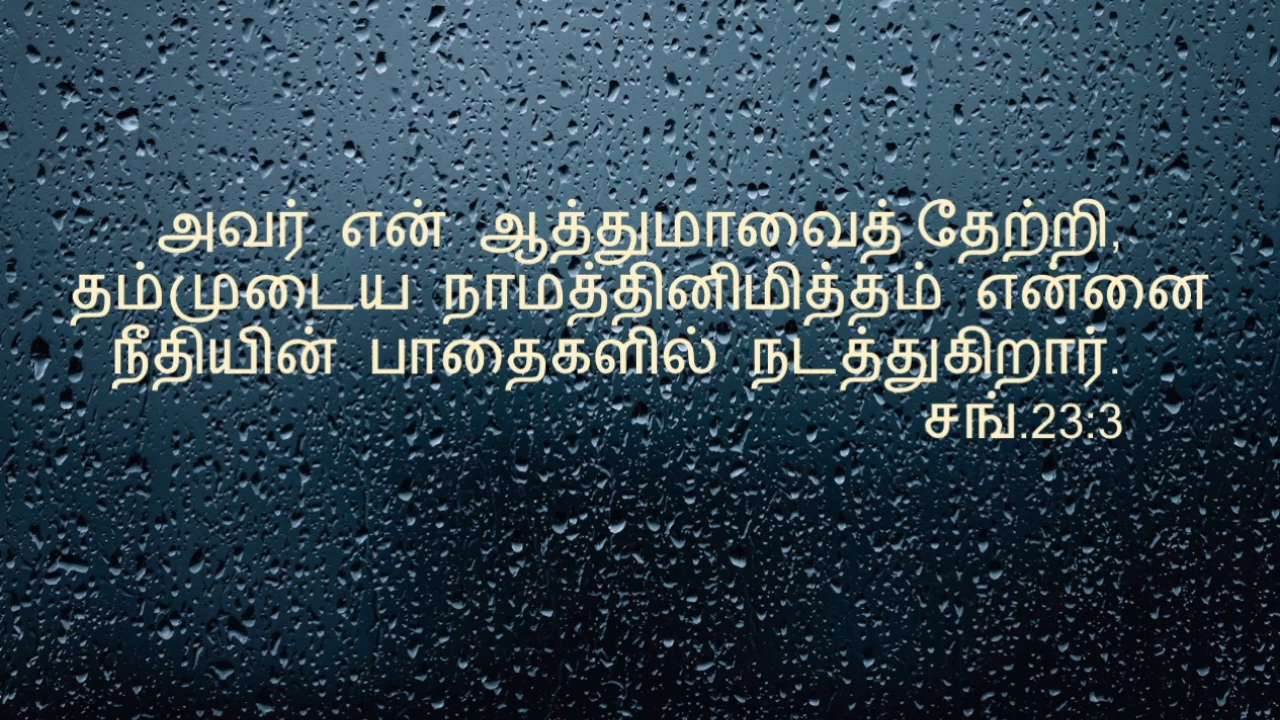 அவர் என் ஆத்துமாவைத் தேற்றி,
தம்முடைய நாமத்தினிமித்தம் என்னை
நீதியின் பாதைகளில் நடத்துகிறார்.
சங்.23:3